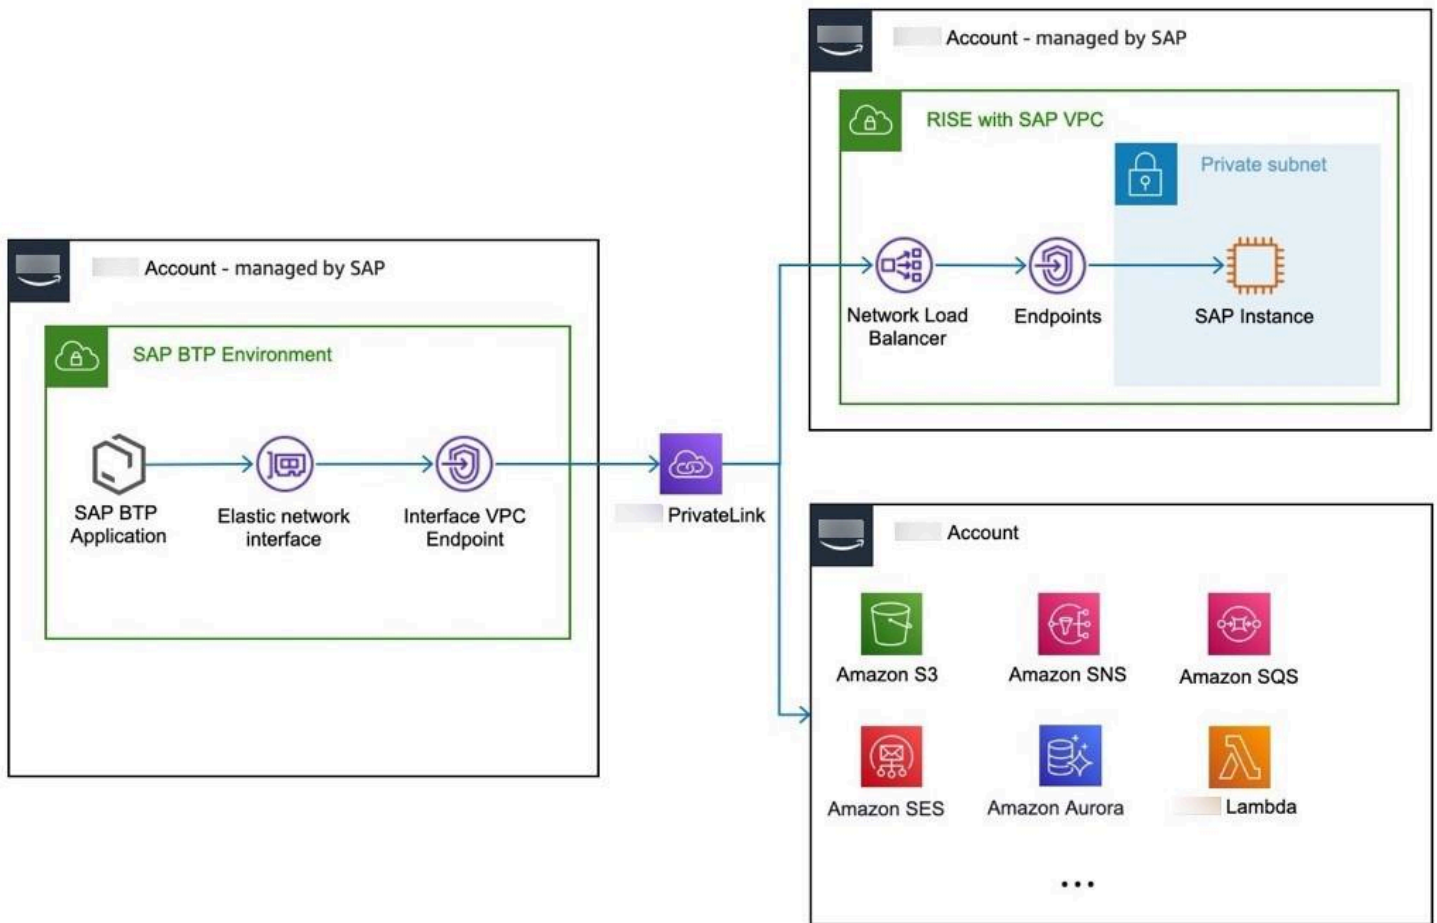 Account - managed by SAP
RISE with SAP VPC
Private subnet
Network Load
Balancer
Endpoints
SAP Instance
Account - managed by SAP
SAP BTP Environment
SAP BTP
Application
Elastic network
interface
Interface VPC
Endpoint
PrivateLink
Account
Amazon S3
Amazon SNS
Amazon SQS
Amazon SES
Amazon Aurora
Lambda
...